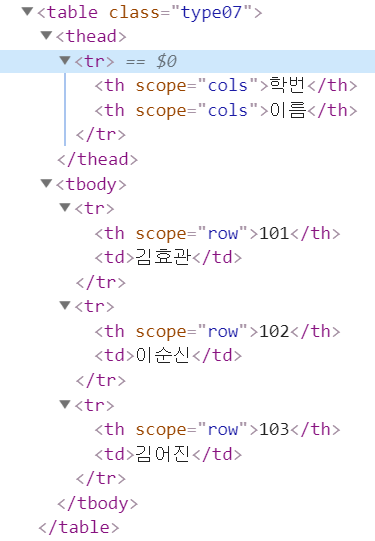 ▼<table class="type07">
▼<thead>
▼<tr> == $0
<th scope="cols">학번</th>
<th scope="cols">이름</th>
</tr>
</thead>
▼<tbody>
▼<tr>
<th scope="row">101</th>
<td>김효관</td>
</tr>
▼<tr>
<th scope="row">102</th>
<td>이순신</td>
</tr>
▼<tr>
<th scope="row">103</th>
<td>김어진</td>
</tr>
</tbody>
</table>